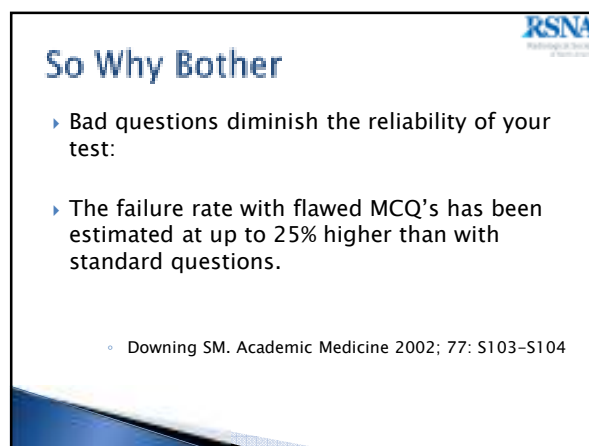 RSNA
So Why Bother
Bad questions diminish the reliability of your
test:
The failure rate with flawed MCQ's has been
estimated at up to 25% higher than with
standard questions.
Downing SM. Academic Medicine 2002; 77: S103-S104